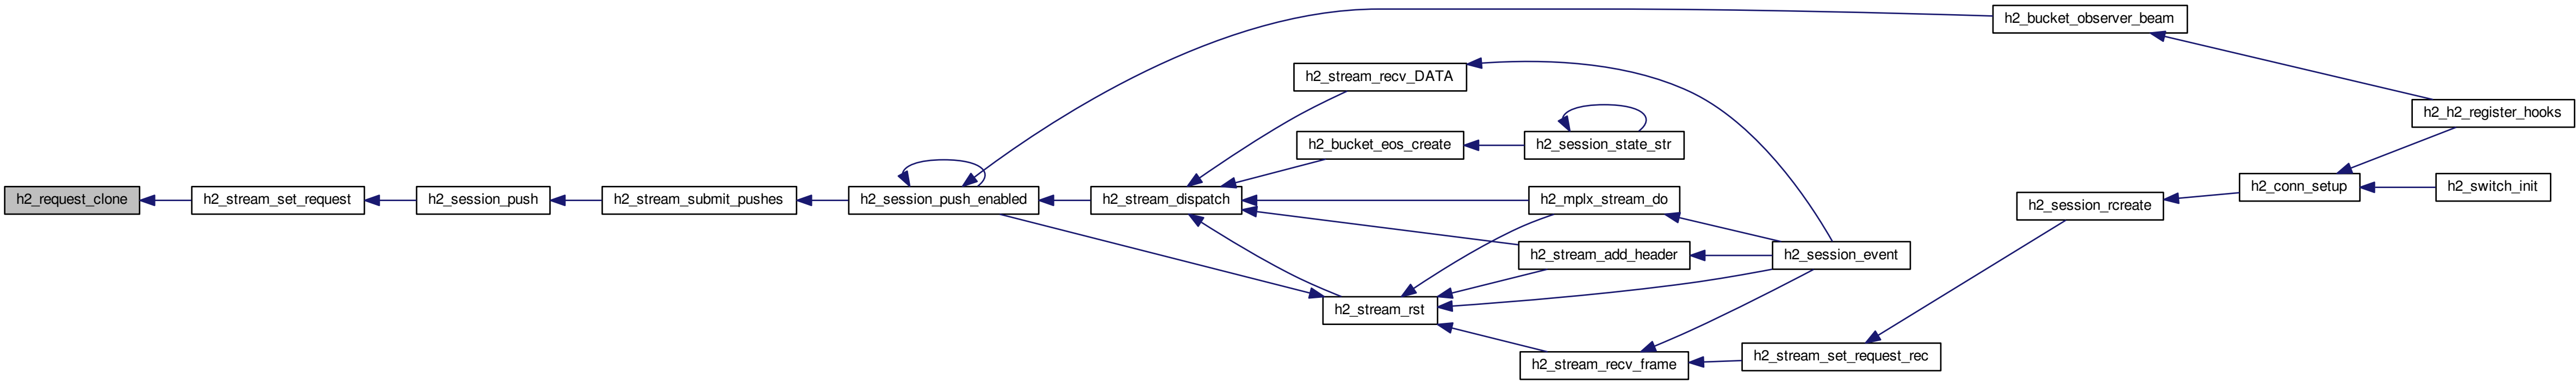 h2_request_clone
h2_stream_set_request
h2_session_push
h2_stream_submit_pushes
h2_session_push_enabled
h2_bucket_observer_beam
h2_h2_register_hooks
h2_stream_dispatch
h2_stream_recv_DATA
h2_session_event
h2_bucket_eos_create
h2_session_state_str
h2_mplx_stream_do
h2_stream_add_header
h2_stream_rst
h2_stream_recv_frame
h2_stream_set_request_rec
h2_session_rcreate
h2_conn_setup
h2_switch_init